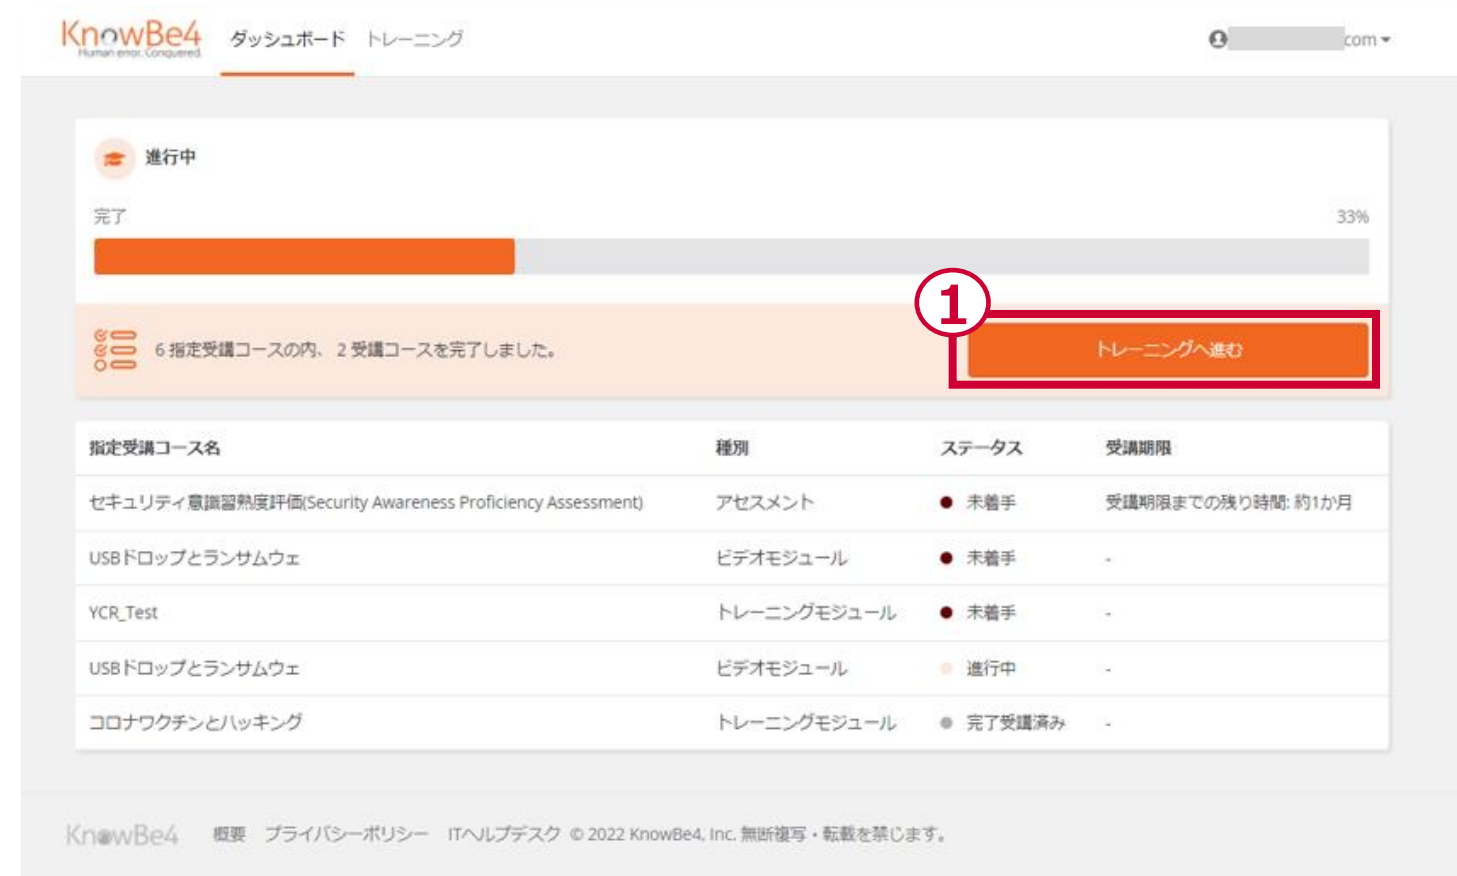 KnowBe4
Human error. Conquered.
ダッシュボード トレーニング
com
進行中
完了 33%
1
6 指定受講コースの内、 2 受講コースを完了しました。 トレーニングへ進む
指定受講コース名 種別 ステータス 受講期限
セキュリティ意識習熟度評価(Security Awareness Proficiency Assessment) アセスメント 未着手 受講期限までの残り時間: 約1か月
USBドロップとランサムウェ ビデオモジュール 未着手 -
YCR_Test トレーニングモジュール 未着手 -
USBドロップとランサムウェ ビデオモジュール 進行中 -
コロナワクチンとハッキング トレーニングモジュール 完了受講済み -
KnowBe4 概要 プライバシーポリシー ITヘルプデスク © 2022 KnowBe4, Inc. 無断複写・転載を禁じます。